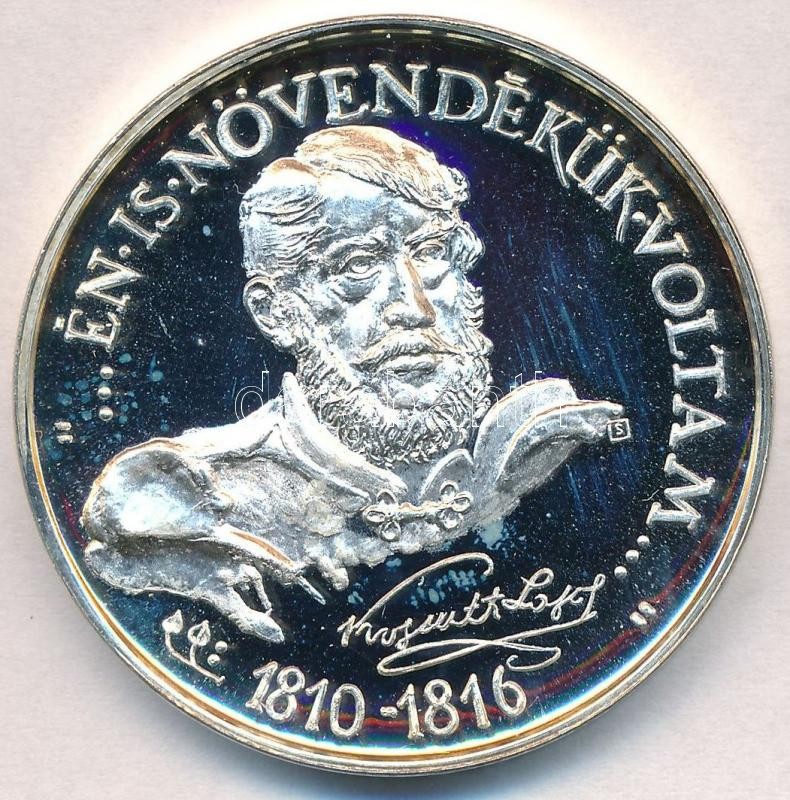 "...ÉN·IS·NÖVENDÉKÜK·VOLTAM..."
S
Kossuth Lajos
1810-1816